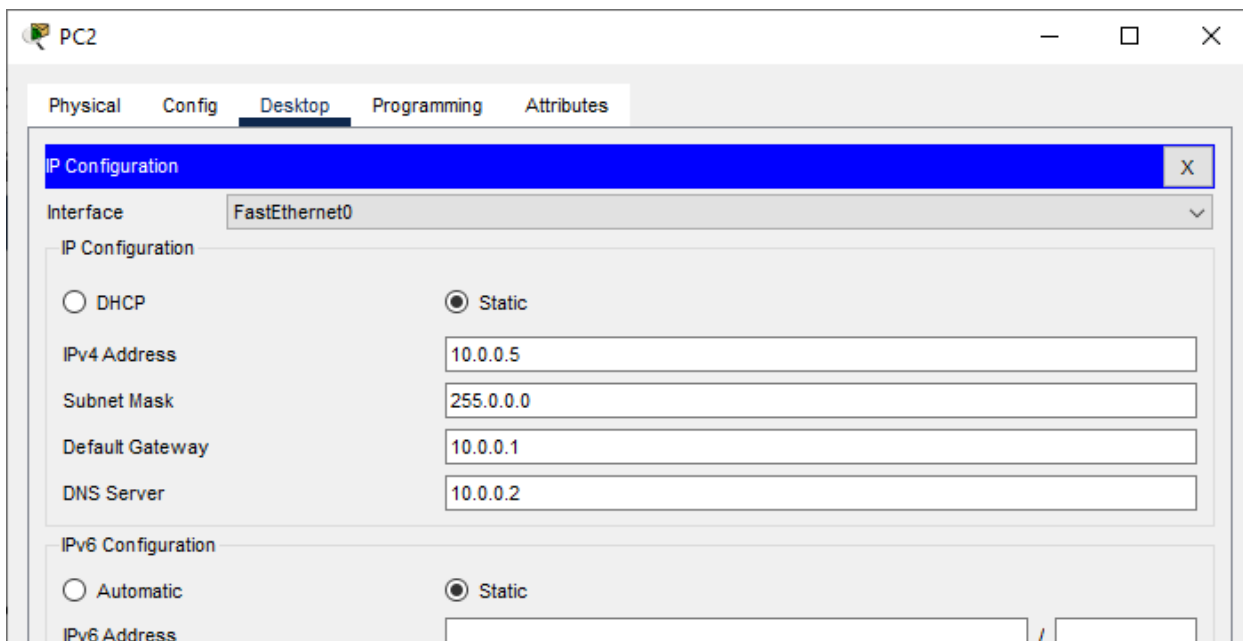 PC2
Physical Config Desktop Programming Attributes
IP Configuration X
Interface FastEthernet0
IP Configuration
DHCP Static
IPv4 Address 10.0.0.5
Subnet Mask 255.0.0.0
Default Gateway 10.0.0.1
DNS Server 10.0.0.2
IPv6 Configuration
Automatic Static
IPv6 Address /